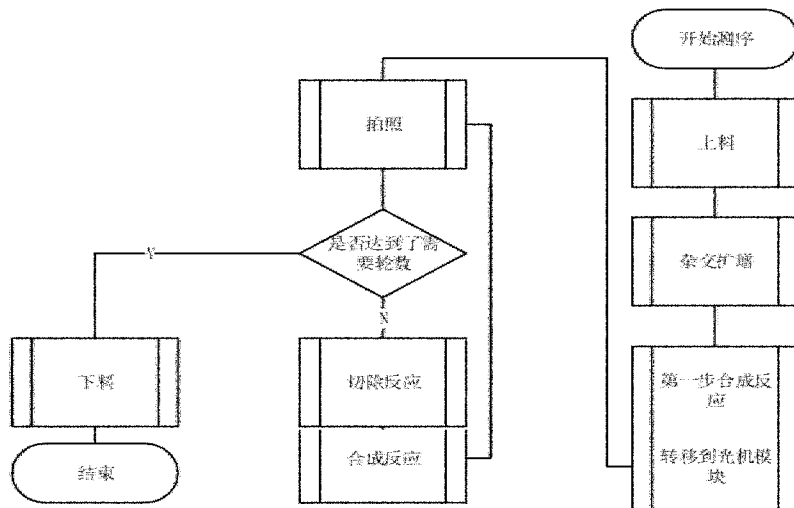 开始测序
上料
杂交扩增
第一步合成反
应
转移到光机模
块
拍照
是否达到了需
要轮数
Y
N
切除反应
合成反应
下料
结束